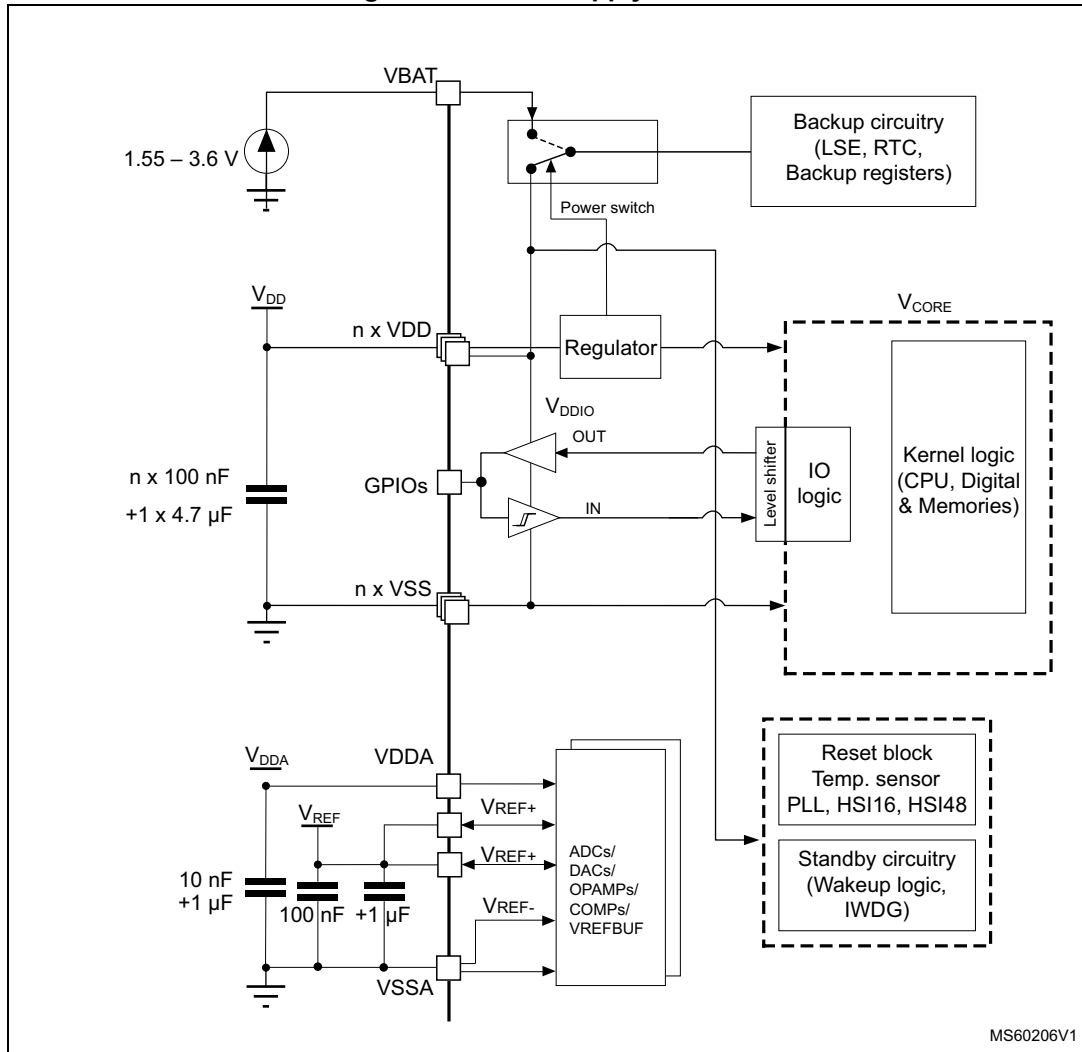 VBAT
1.55 – 3.6 V
Backup circuitry
(LSE, RTC,
Backup registers)
Power switch
VDD
n x VDD
Regulator
VCORE
VDDIO
OUT
GPIOs
IN
Level shifter
IO
logic
Kernel logic
(CPU, Digital
& Memories)
n x 100 nF
+1 x 4.7 µF
n x VSS
Reset block
Temp. sensor
PLL, HSI16, HSI48
Standby circuitry
(Wakeup logic,
IWDG)
VDDA
VDDA
VREF
VREF+
VREF+
ADCs/
DACs/
OPAMPs/
COMPs/
VREFBUF
10 nF
+1 µF
100 nF
+1 µF
VREF-
VSSA
MS60206V1